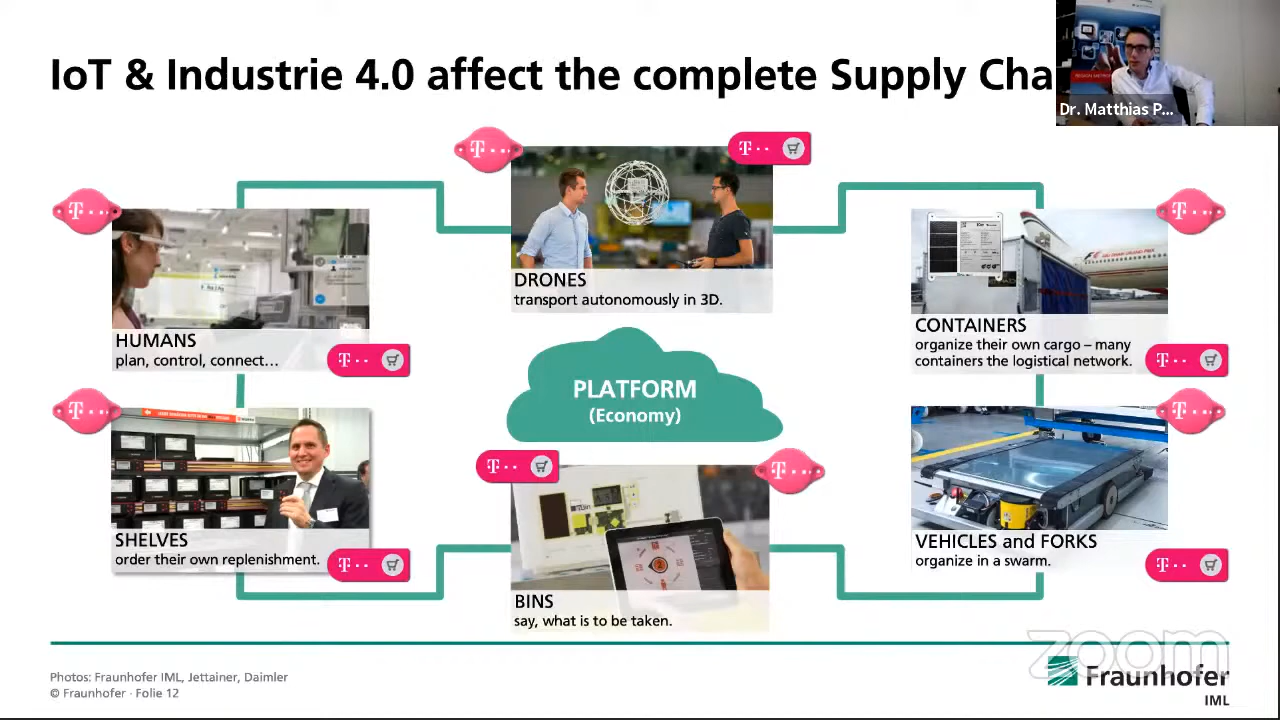 IoT & Industrie 4.0 affect the complete Supply Cha
Dr. Matthias P...
DRONES
transport autonomously in 3D.
HUMANS
plan, control, connect...
CONTAINERS
organize their own cargo – many
containers the logistical network.
PLATFORM
(Economy)
SHELVES
order their own replenishment.
BINS
say, what is to be taken.
VEHICLES and FORKS
organize in a swarm.
Photos: Fraunhofer IML, Jettainer, Daimler
© Fraunhofer · Folie 12
zoom
Fraunhofer
IML